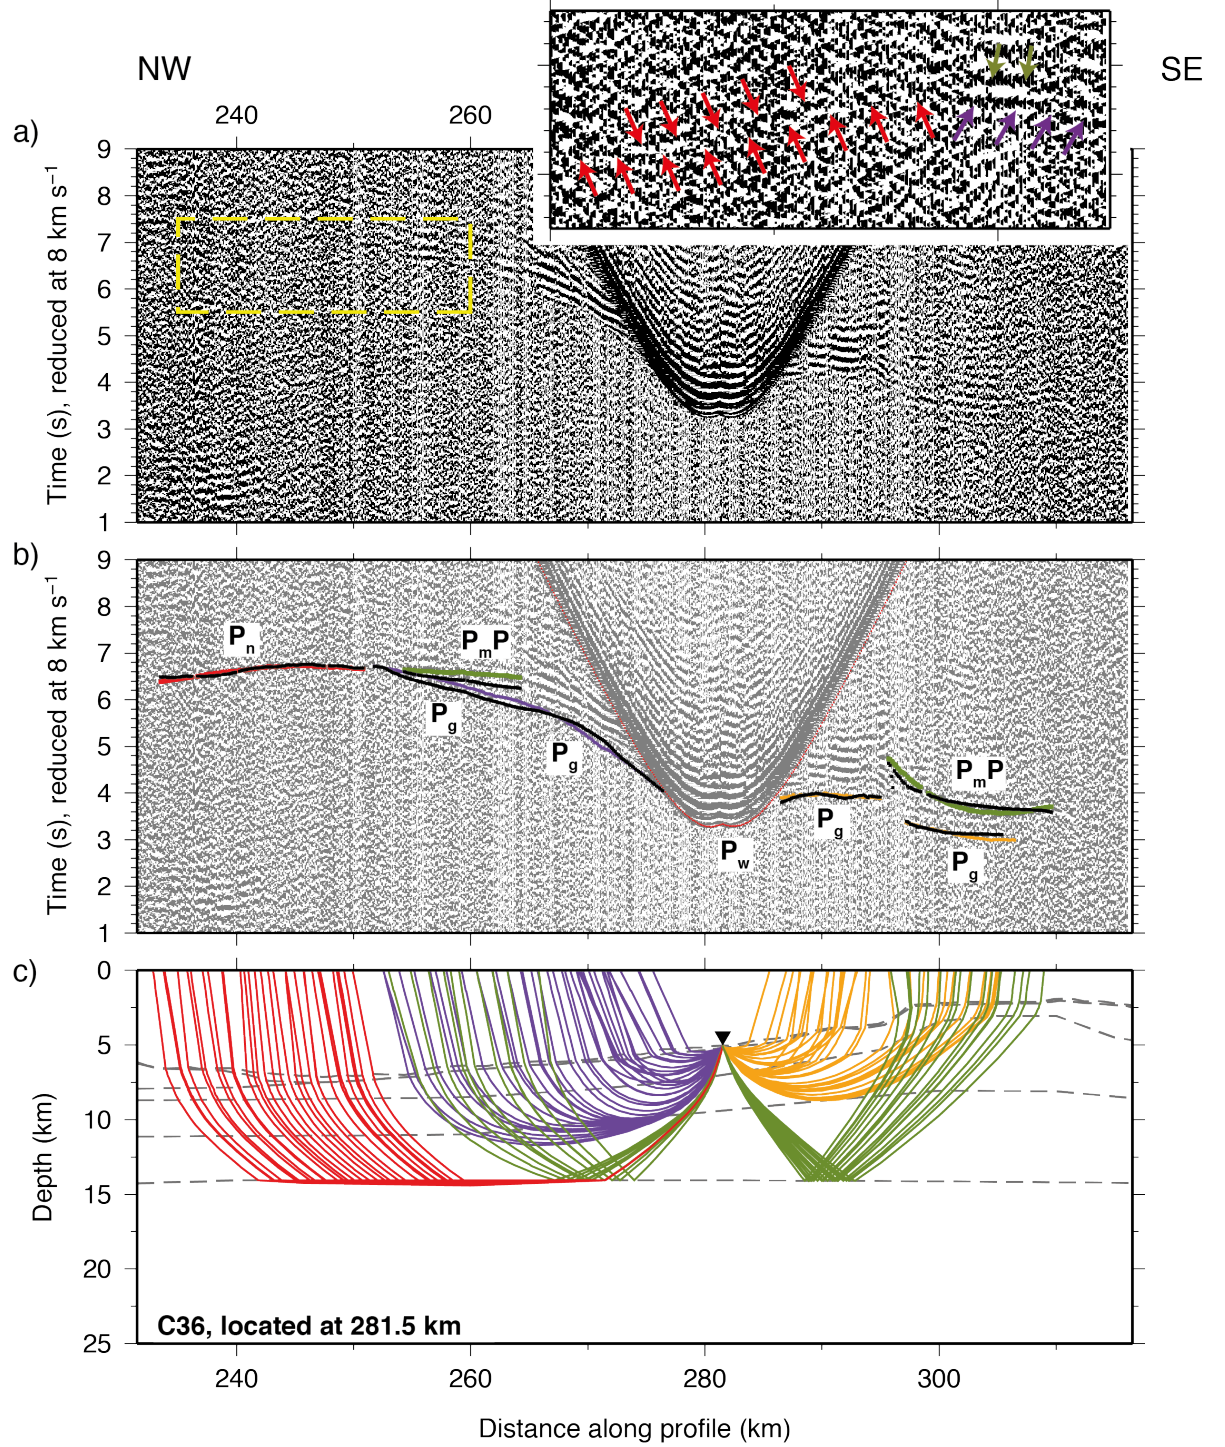 NW
SE
240 260
a)
9
8
7
6
5
4
3
2
1
Time (s), reduced at 8 km s⁻¹
b)
9
8
7
6
5
4
3
2
1
Time (s), reduced at 8 km s⁻¹
Pn
PmP
Pg
Pg
Pw
Pg
PmP
Pg
c)
0
5
10
15
20
25
Depth (km)
C36, located at 281.5 km
240 260 280 300
Distance along profile (km)